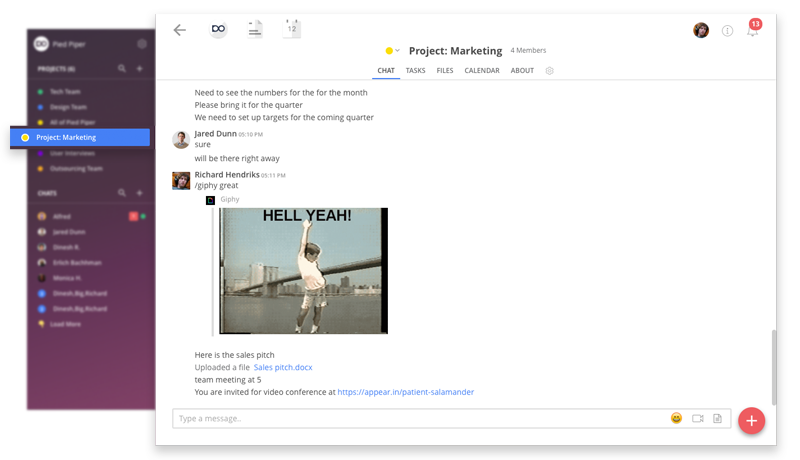 DO Pied Piper
PROJECTS (6)
Tech Team
Design Team
All of Pied Piper
Project: Marketing
User Interviews
Outsourcing Team
CHATS
Alfred
Jared Dunn
Dinesh R
Erlich Bachhman
Monica H.
Dinesh,Big,Richard
Dinesh,Big,Richard
Load More
DO
12
13
Project: Marketing 4 Members
CHAT TASKS FILES CALENDAR ABOUT
Need to see the numbers for the for the month
Please bring it for the quarter
We need to set up targets for the coming quarter
Jared Dunn 05:10 PM
sure
will be there right away
Richard Hendriks 05:11 PM
/giphy great
Giphy
HELL YEAH!
Here is the sales pitch
Uploaded a file Sales pitch.docx
team meeting at 5
You are invited for video conference at https://appear.in/patient-salamander
Type a message..